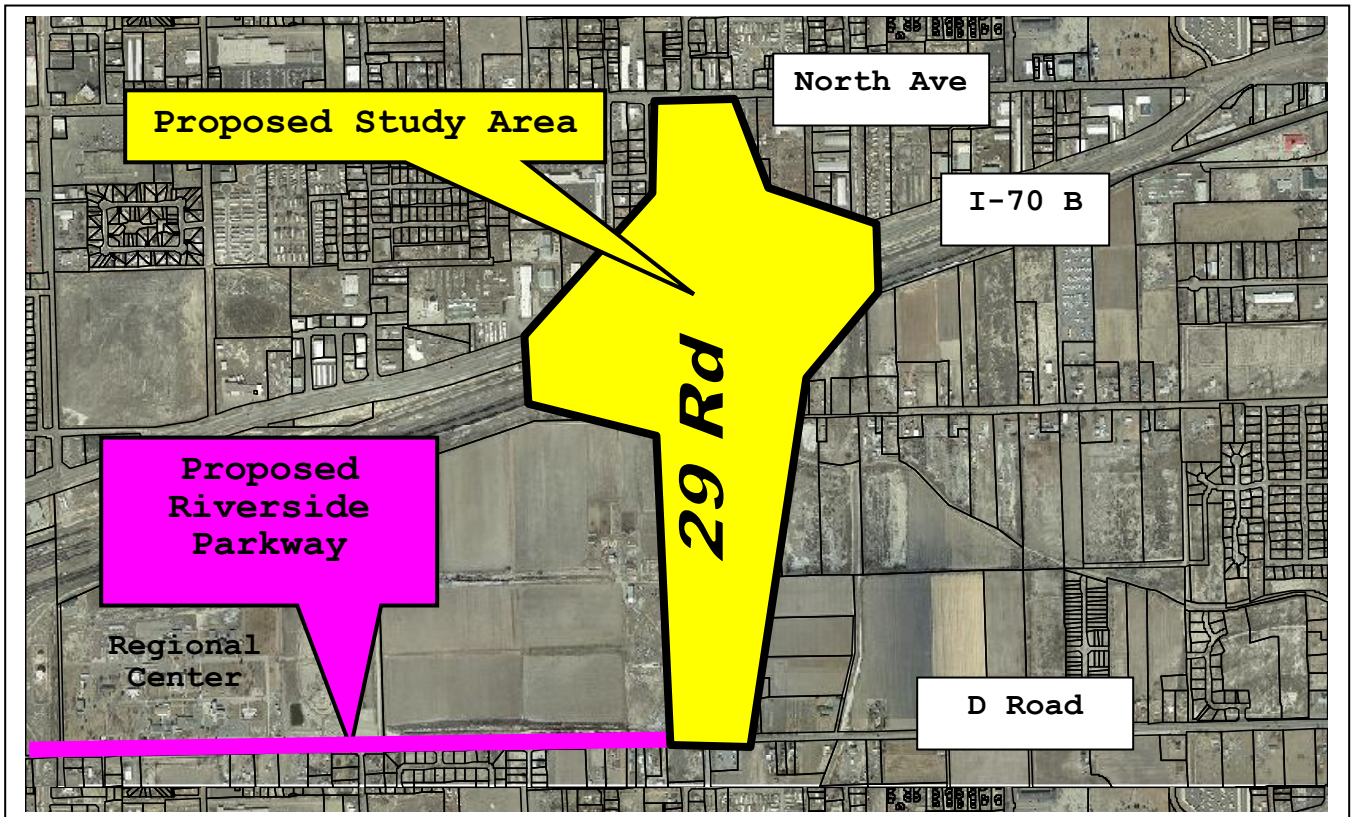 North Ave
Proposed Study Area
I-70 B
29 Rd
Proposed
Riverside
Parkway
Regional
Center
D Road